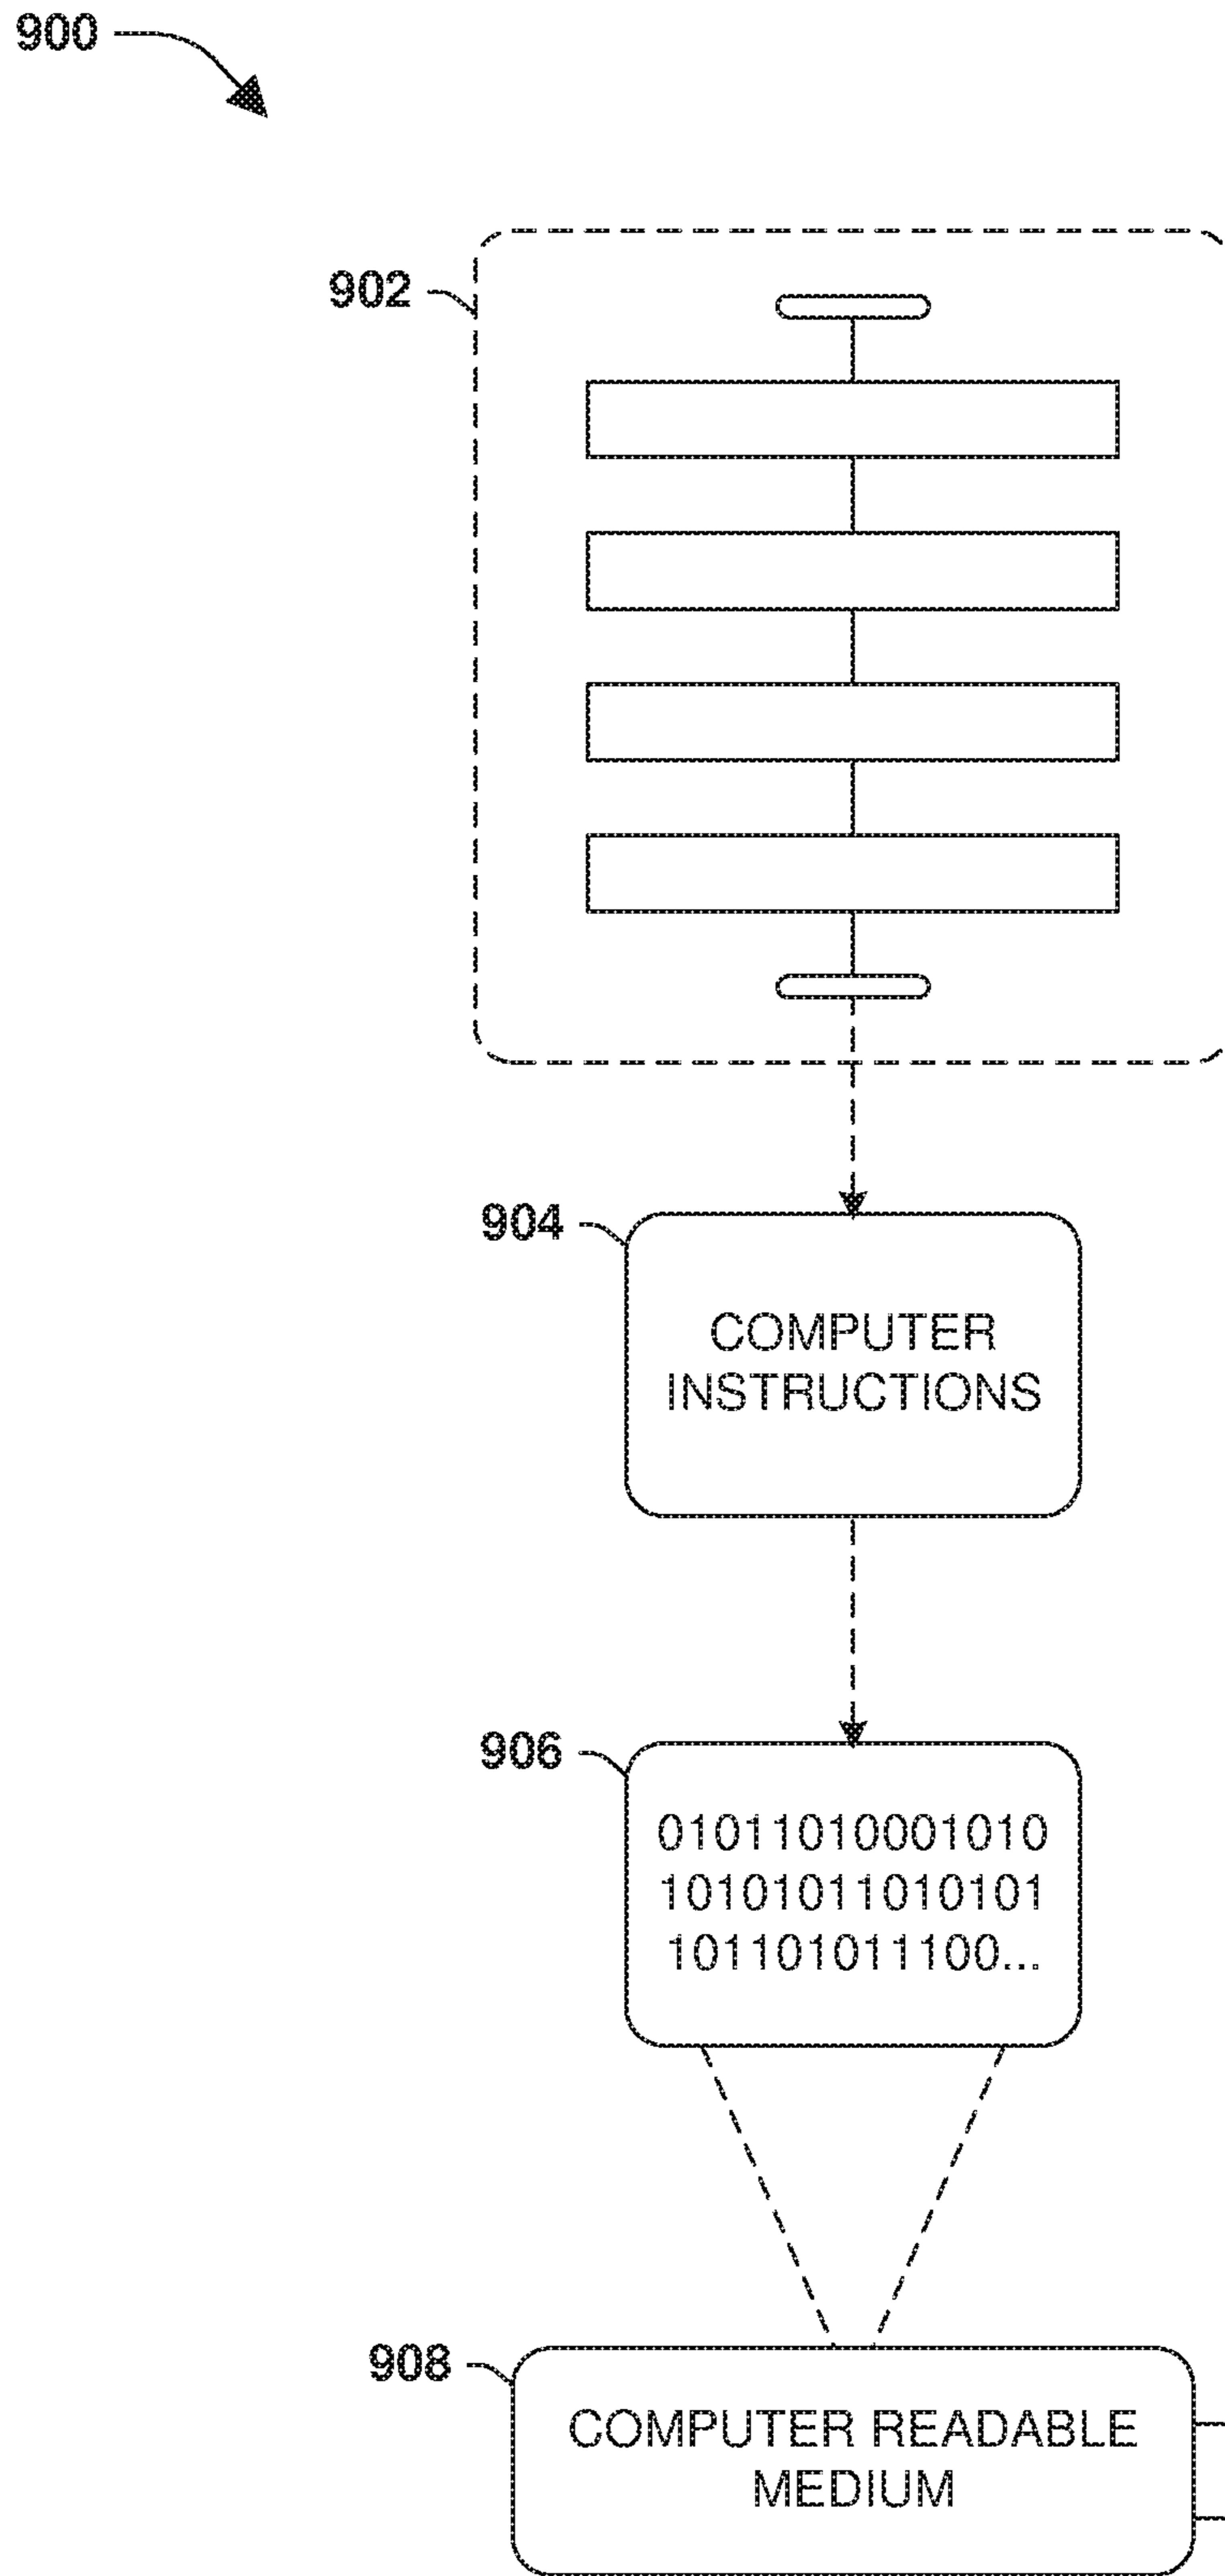 900
902
904
COMPUTER
INSTRUCTIONS
906
01011010001010
10101011010101
101101011100...
908
COMPUTER READABLE
MEDIUM